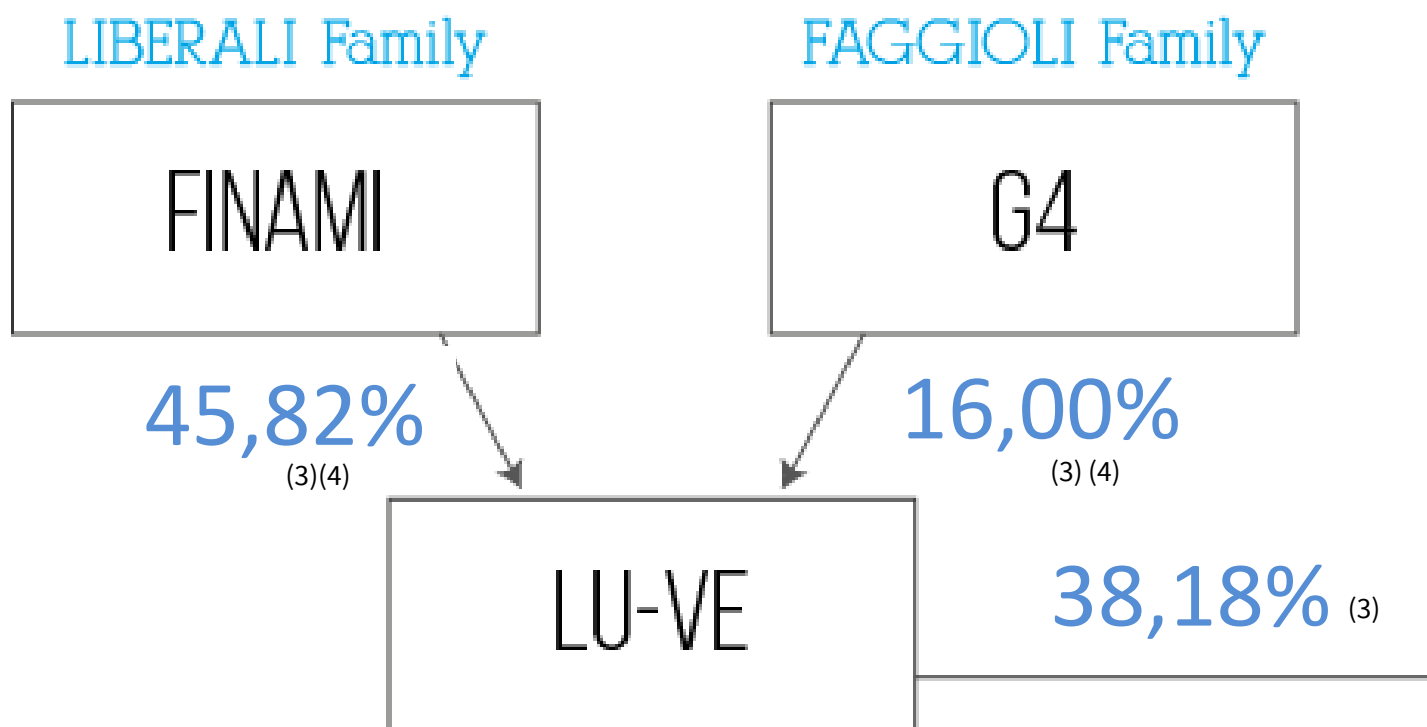 LIBERALI Family
FAGGIOLI Family
FINAMI
G4
45,82%
(3)(4)
16,00%
(3) (4)
LU-VE
38,18% (3)